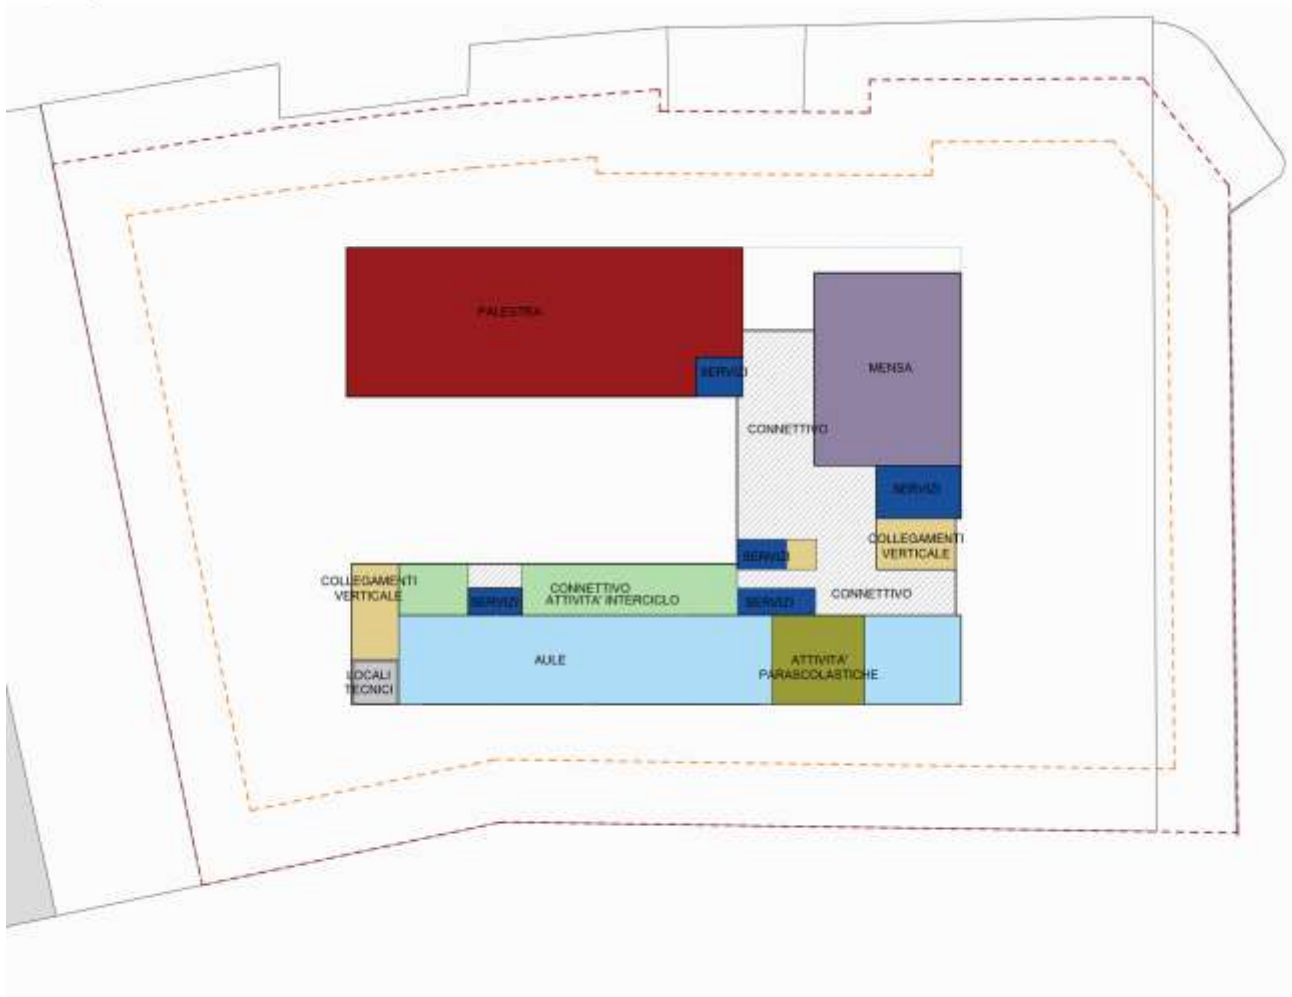 PALESTRA
MENSA
SERVIZI
CONNETTIVO
SERVIZI
COLLEGAMENTI
VERTICALE
SERVIZI
COLLEGAMENTI
VERTICALE
CONNETTIVO
ATTIVITA' INTERCICLO
SERVIZI
SERVIZI
CONNETTIVO
AULE
ATTIVITA'
PARASCOLASTICHE
LOCALI
TECNICI